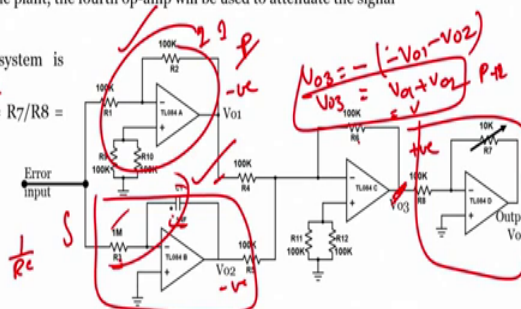 the plant, the fourth op-amp will be used to attenuate the signal
system is
R7/R8 =
Error
input
100K
R1
100K
R2
P
-ve
TL084 A
Vo1
R9
R10
100K
100K
∫
1/RC
1M
R3
TL084 B
Vo2
-ve
100K
R4
R5
Vo3 = -(-Vo1-Vo2)
Vo3 = Vo1+Vo2
100K
R6
TL084 C
Vo3
+ve
R11
R12
100K
100K
100K
R8
10K
R7
TL084 D
Outp
Vo